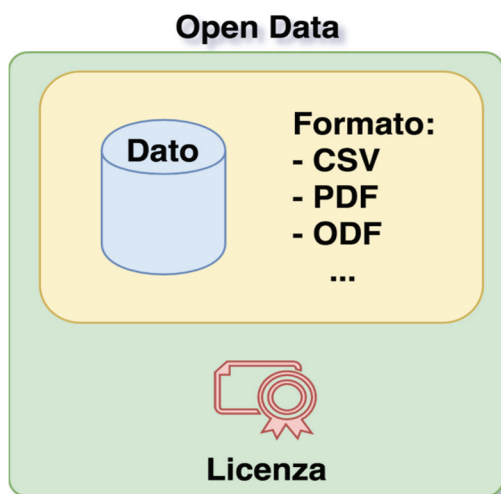 Open Data
Dato
Formato:
- CSV
- PDF
- ODF
...
Licenza